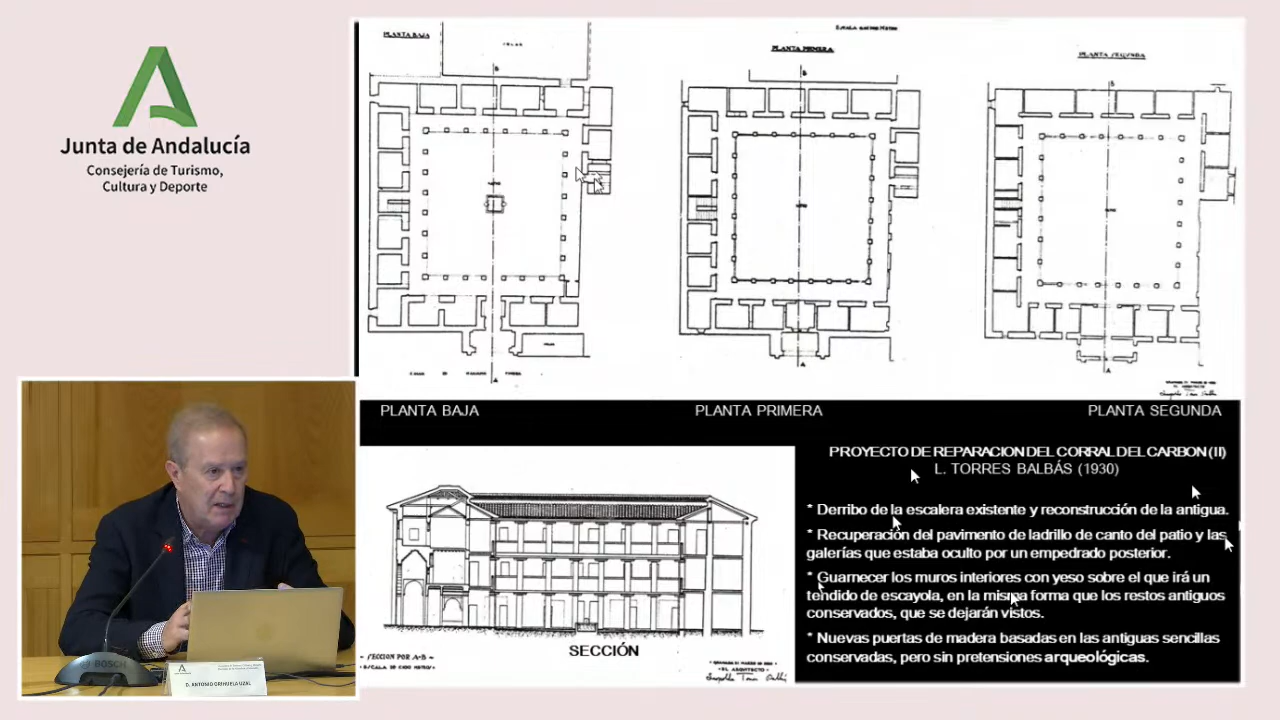 Junta de Andalucía
Consejería de Turismo,
Cultura y Deporte
PLANTA BAJA
PLANTA PRIMERA
PLANTA SEGUNDA
PLANTA BAJA
PLANTA PRIMERA
PLANTA SEGUNDA
PROYECTO DE REPARACION DEL CORRAL DEL CARBON (II)
L. TORRES BALBÁS (1930)
* Derribo de la escalera existente y reconstrucción de la antigua.
* Recuperación del pavimento de ladrillo de canto del patio y las
galerías que estaba oculto por un empedrado posterior.
* Guarnecer los muros interiores con yeso sobre el que irá un
tendido de escayola, en la misma forma que los restos antiguos
conservados, que se dejarán vistos.
* Nuevas puertas de madera basadas en las antiguas sencillas
conservadas, pero sin pretensiones arqueológicas.
SECCIÓN
SECCION POR A-B
BOSCH
D. ANTONIO ORIHUELA UZAL